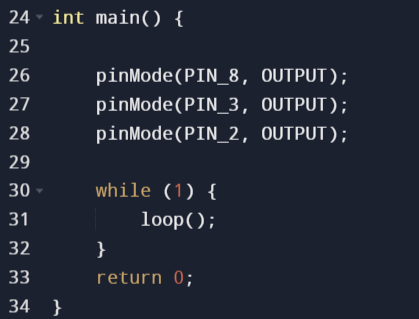 24 int main() {
25
26 pinMode(PIN_8, OUTPUT);
27 pinMode(PIN_3, OUTPUT);
28 pinMode(PIN_2, OUTPUT);
29
30 while (1) {
31 loop();
32 }
33 return 0;
34 }